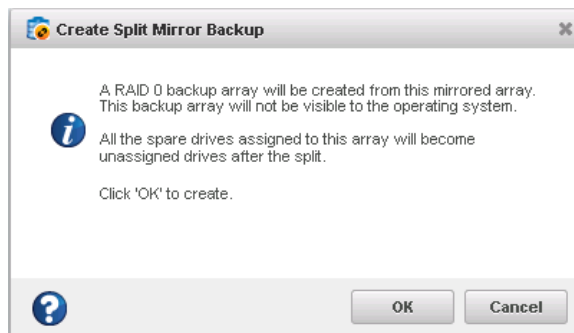 Create Split Mirror Backup
A RAID 0 backup array will be created from this mirrored array.
This backup array will not be visible to the operating system.
All the spare drives assigned to this array will become
unassigned drives after the split.
Click 'OK' to create.
OK
Cancel